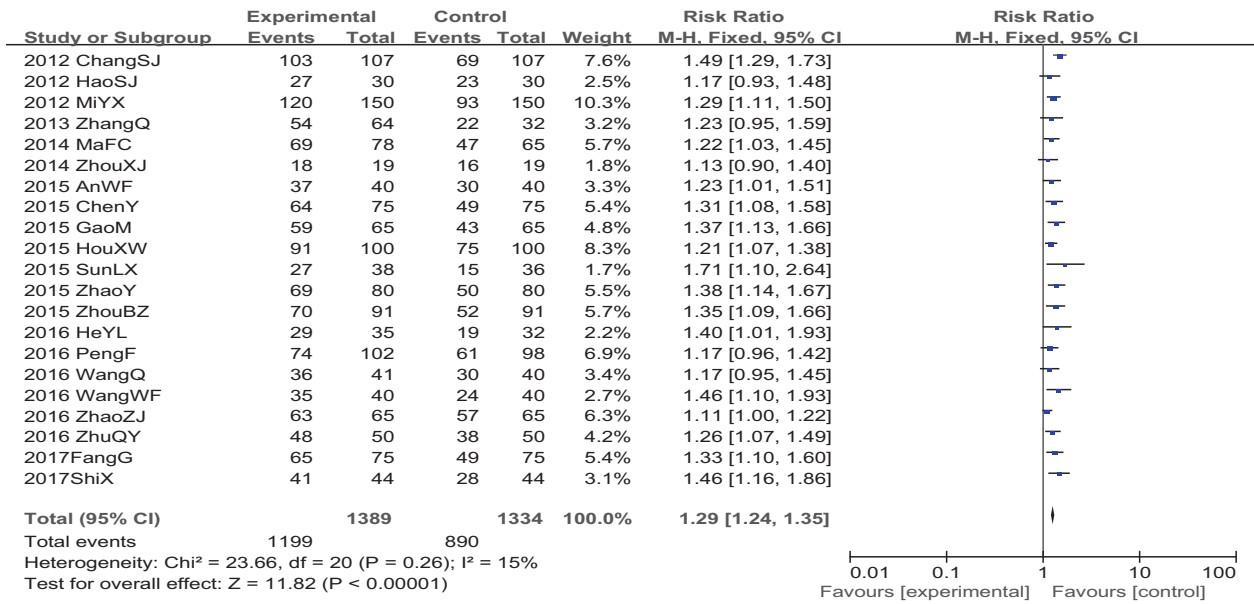 Experimental Control Risk Ratio Risk Ratio
Study or Subgroup Events Total Events Total Weight M-H, Fixed, 95% CI M-H, Fixed, 95% CI
2012 ChangSJ 103 107 69 107 7.6% 1.49 [1.29, 1.73]
2012 HaoSJ 27 30 23 30 2.5% 1.17 [0.93, 1.48]
2012 MiYX 120 150 93 150 10.3% 1.29 [1.11, 1.50]
2013 ZhangQ 54 64 22 32 3.2% 1.23 [0.95, 1.59]
2014 MaFC 69 78 47 65 5.7% 1.22 [1.03, 1.45]
2014 ZhouXJ 18 19 16 19 1.8% 1.13 [0.90, 1.40]
2015 AnWF 37 40 30 40 3.3% 1.23 [1.01, 1.51]
2015 ChenY 64 75 49 75 5.4% 1.31 [1.08, 1.58]
2015 GaoM 59 65 43 65 4.8% 1.37 [1.13, 1.66]
2015 HouXW 91 100 75 100 8.3% 1.21 [1.07, 1.38]
2015 SunLX 27 38 15 36 1.7% 1.71 [1.10, 2.64]
2015 ZhaoY 69 80 50 80 5.5% 1.38 [1.14, 1.67]
2015 ZhouBZ 70 91 52 91 5.7% 1.35 [1.09, 1.66]
2016 HeYL 29 35 19 32 2.2% 1.40 [1.01, 1.93]
2016 PengF 74 102 61 98 6.9% 1.17 [0.96, 1.42]
2016 WangQ 36 41 30 40 3.4% 1.17 [0.95, 1.45]
2016 WangWF 35 40 24 40 2.7% 1.46 [1.10, 1.93]
2016 ZhaoZJ 63 65 57 65 6.3% 1.11 [1.00, 1.22]
2016 ZhuQY 48 50 38 50 4.2% 1.26 [1.07, 1.49]
2017FangG 65 75 49 75 5.4% 1.33 [1.10, 1.60]
2017ShiX 41 44 28 44 3.1% 1.46 [1.16, 1.86]
Total (95% CI) 1389 1334 100.0% 1.29 [1.24, 1.35]
Total events 1199 890
Heterogeneity: Chi² = 23.66, df = 20 (P = 0.26); I² = 15%
Test for overall effect: Z = 11.82 (P < 0.00001)
0.01 0.1 1 10 100
Favours [experimental] Favours [control]